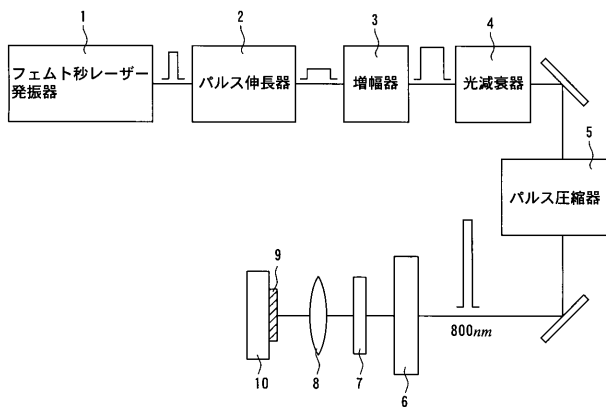 1
フェムト秒レーザー
発振器
2
パルス伸長器
3
増幅器
4
光減衰器
5
パルス圧縮器
800nm
6
7
8
9
10